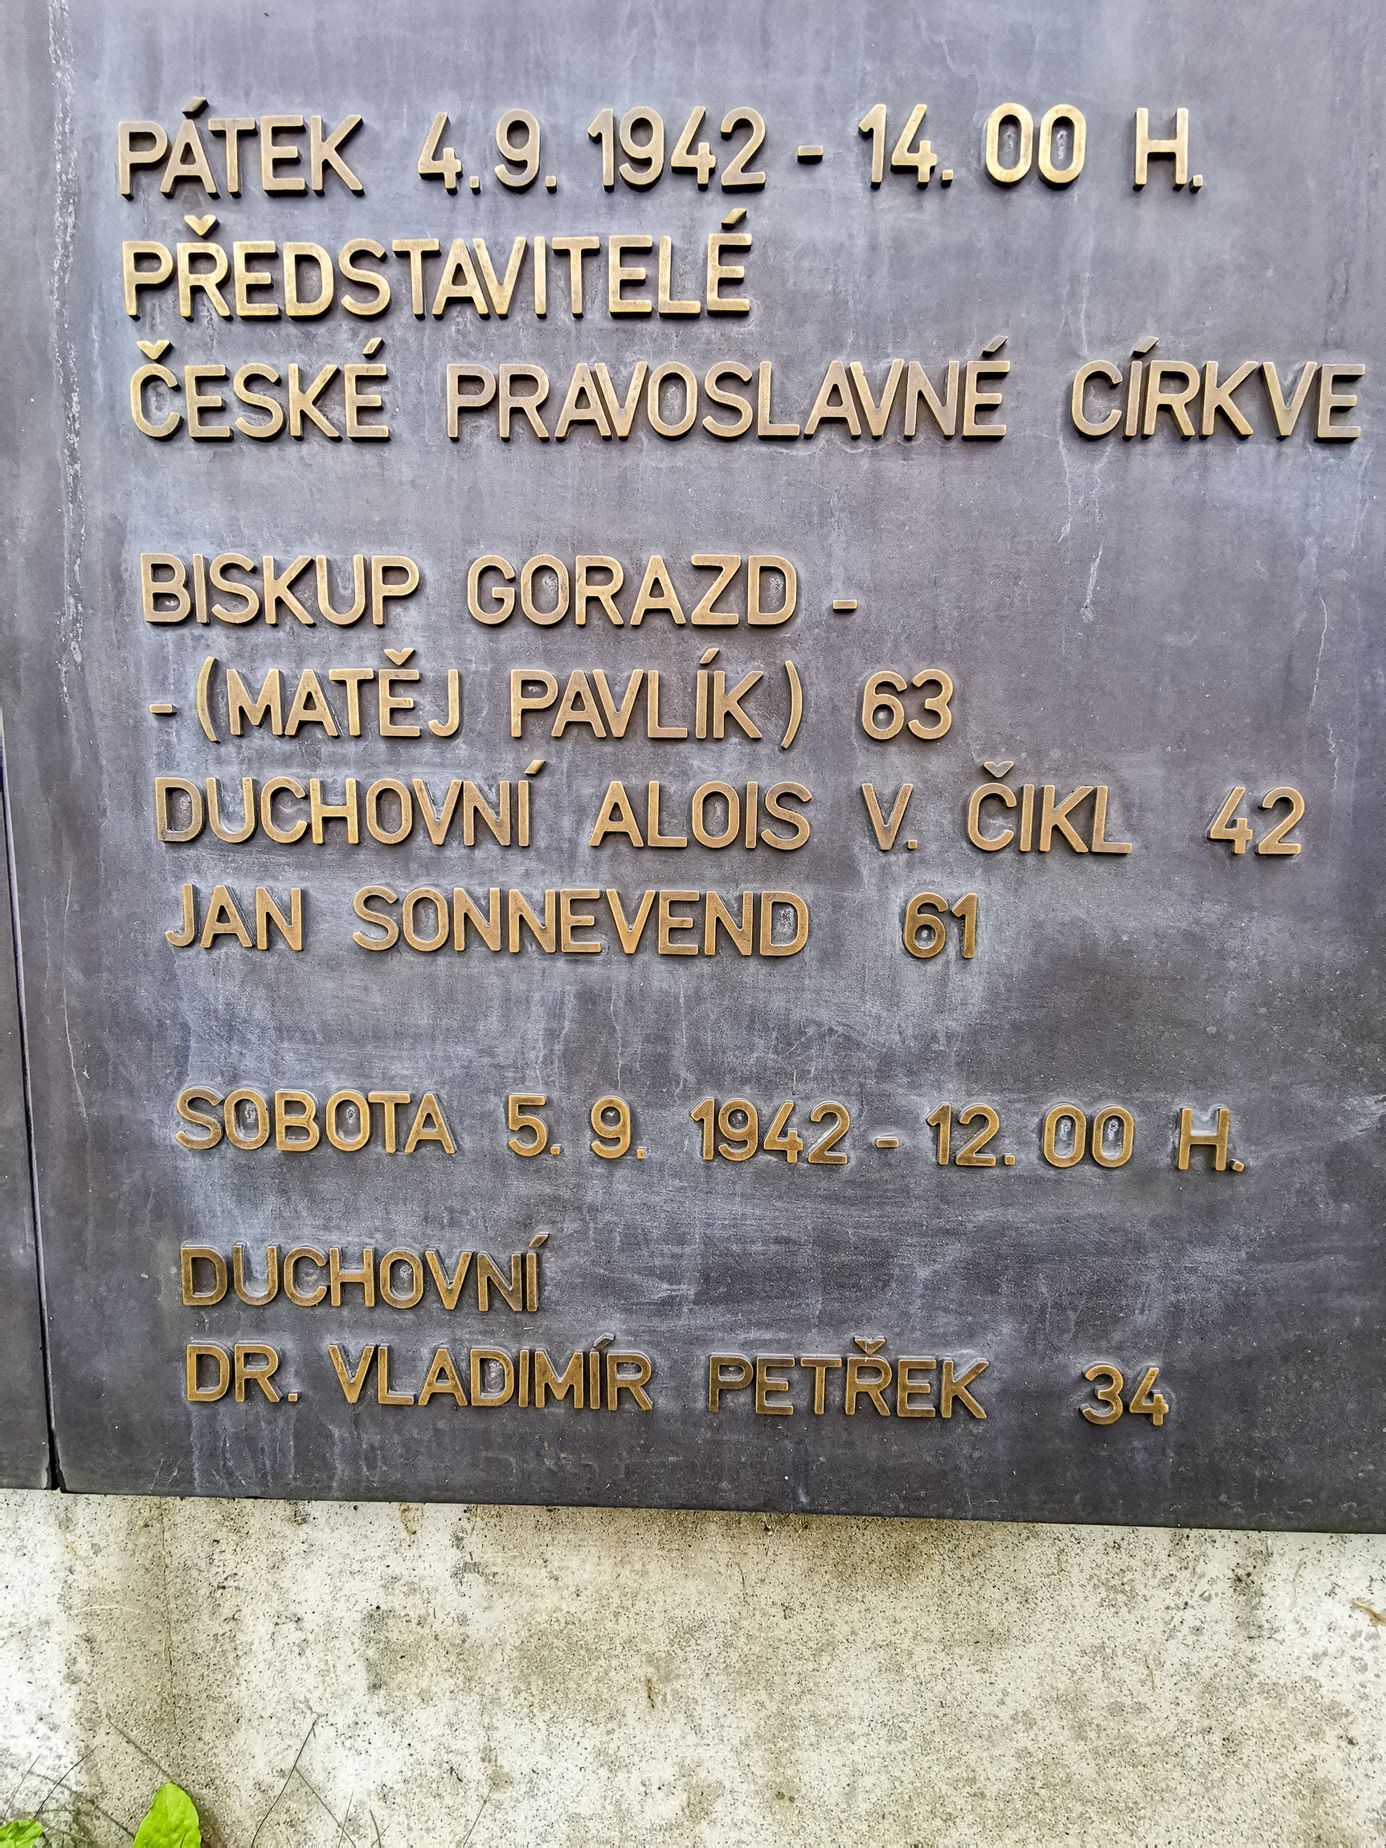 PÁTEK 4.9. 1942 - 14. 00 H.
PŘEDSTAVITELÉ
ČESKÉ PRAVOSLAVNÉ CÍRKVE
BISKUP GORAZD -
- (MATĚJ PAVLÍK) 63
DUCHOVNÍ ALOIS V. ČIKL 42
JAN SONNEVEND 61
SOBOTA 5. 9. 1942 - 12. 00 H.
DUCHOVNÍ
DR. VLADIMÍR PETŘEK 34